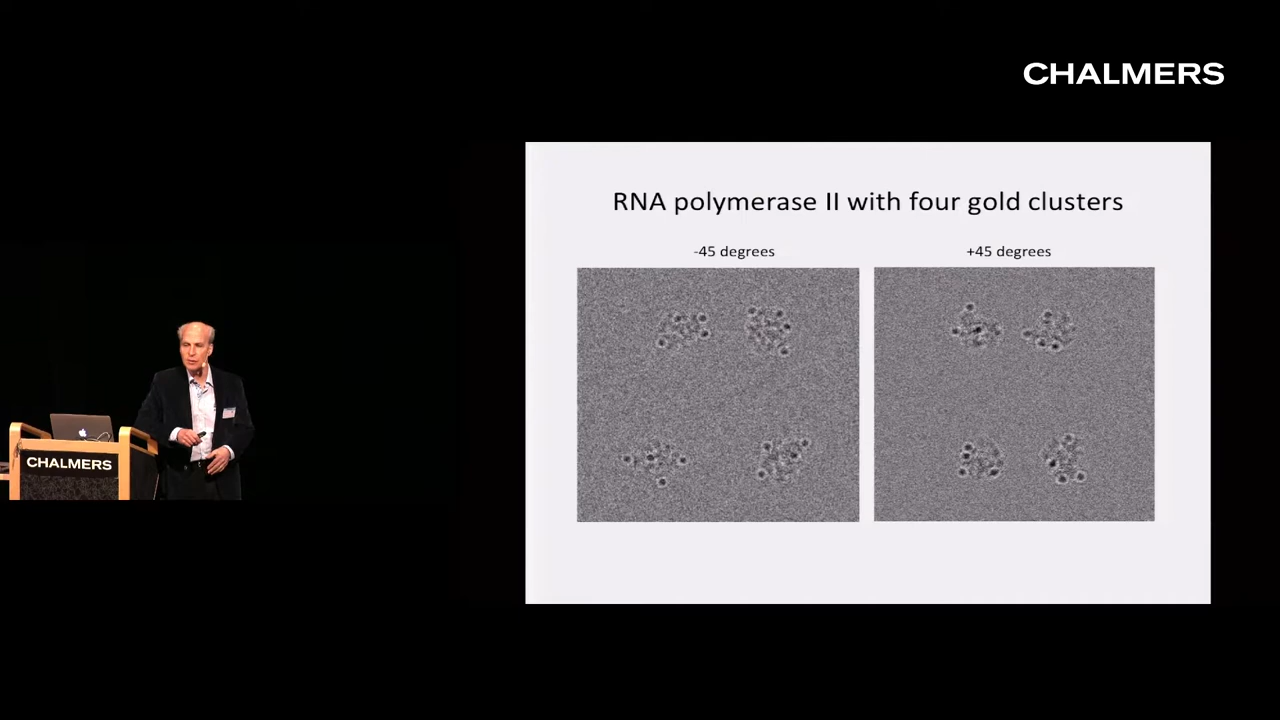 CHALMERS
RNA polymerase II with four gold clusters
-45 degrees
+45 degrees
CHALMERS